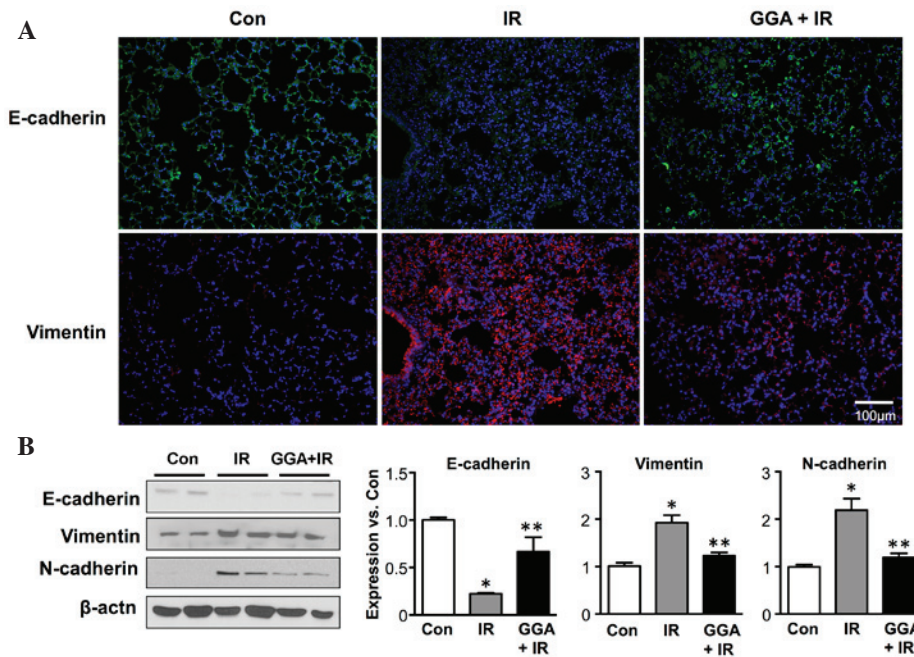 A
Con IR GGA + IR
E-cadherin
Vimentin
100μm
B
Con IR GGA+IR
E-cadherin
Vimentin
N-cadherin
β-actn
E-cadherin
Expression vs. Con
1.5
1.0
0.5
0
*
**
Con IR GGA
+ IR
Vimentin
3
2
1
0
*
**
Con IR GGA
+ IR
N-cadherin
3
2
1
0
*
**
Con IR GGA
+ IR